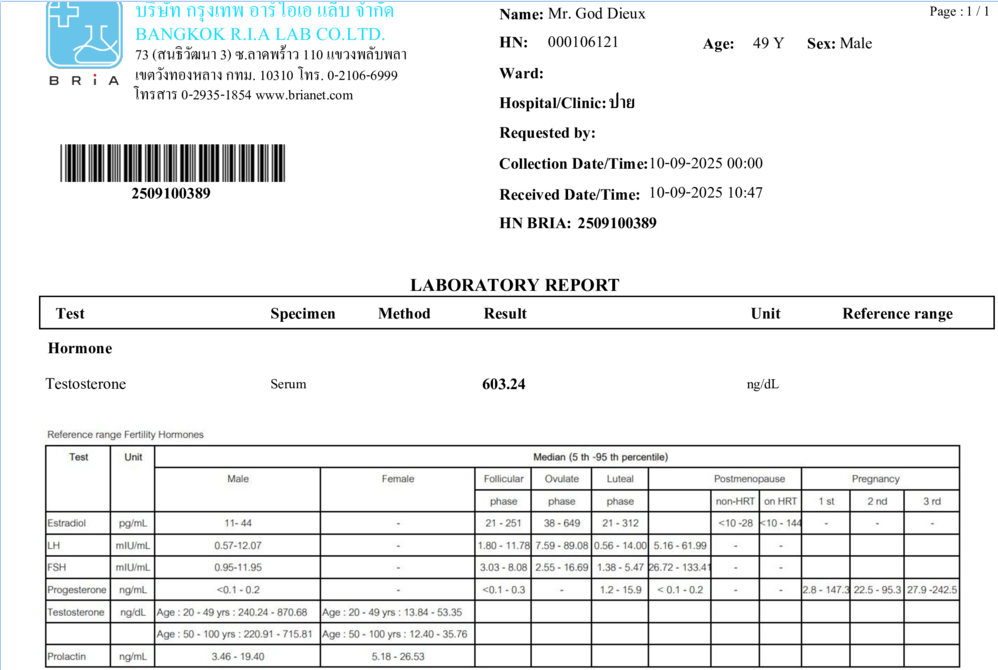 บริษัท กรุงเทพ อาร์ ไอเอ แล็บ จำกัด
BANGKOK R.I.A LAB CO.LTD.
73 (สนธิวัฒนา 3) ซ.ลาดพร้าว 110 แขวงพลับพลา
เขตวังทองหลาง กทม. 10310 โทร. 0-2106-6999
โทรสาร 0-2935-1854 www.brianet.com
BRiA
2509100389
Name: Mr. God Dieux
Page : 1 / 1
HN: 000106121 Age: 49 Y Sex: Male
Ward:
Hospital/Clinic: ปาย
Requested by:
Collection Date/Time:10-09-2025 00:00
Received Date/Time: 10-09-2025 10:47
HN BRIA: 2509100389
LABORATORY REPORT
Test Specimen Method Result Unit Reference range
Hormone
Testosterone Serum 603.24 ng/dL
Reference range Fertility Hormones
Test Unit Median (5 th -95 th percentile)
Male Female Follicular Ovulate Luteal Postmenopause Pregnancy
phase phase phase non-HRT on HRT 1 st 2 nd 3 rd
Estradiol pg/mL 11- 44 - 21 - 251 38 - 649 21 - 312 <10 -28 <10 - 144 - - -
LH mIU/mL 0.57-12.07 - 1.80 - 11.78 7.59 - 89.08 0.56 - 14.00 5.16 - 61.99 - -
FSH mIU/mL 0.95-11.95 - 3.03 - 8.08 2.55 - 16.69 1.38 - 5.47 26.72 - 133.41 - -
Progesterone ng/mL <0.1 - 0.2 - <0.1 - 0.3 - 1.2 - 15.9 < 0.1 - 0.2 - - 2.8 - 147.3 22.5 - 95.3 27.9 -242.5
Testosterone ng/dL Age : 20 - 49 yrs : 240.24 - 870.68 Age : 20 - 49 yrs : 13.84 - 53.35
Age : 50 - 100 yrs : 220.91 - 715.81 Age : 50 - 100 yrs : 12.40 - 35.76
Prolactin ng/mL 3.46 - 19.40 5.18 - 26.53